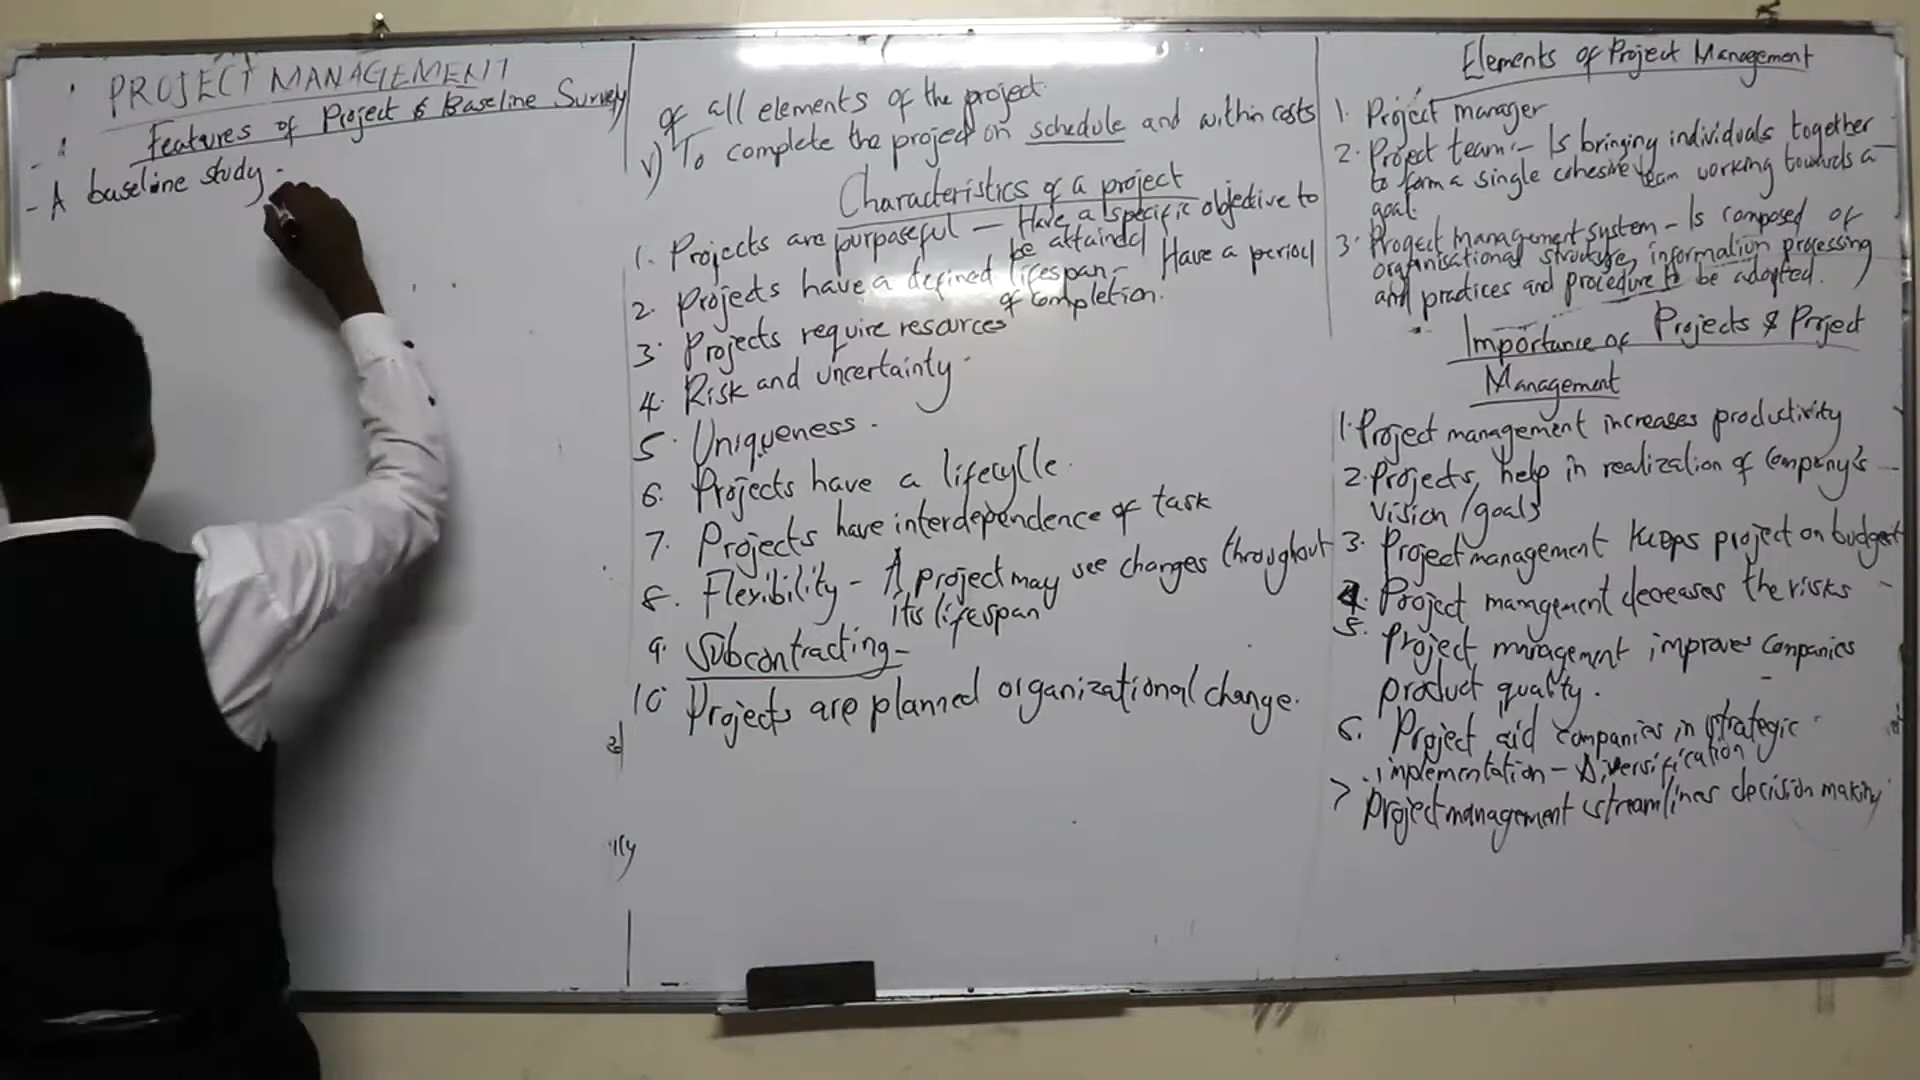 PROJECT MANAGEMENT
Features of Project & Baseline Survey
- A baseline study -
of all elements of the project.
v) To complete the project on schedule and within costs
Characteristics of a project
1. Projects are purposeful — Have a specific objective to
be attained
2. Projects have a defined lifespan - Have a period
of completion.
3. Projects require resources
4. Risk and uncertainty.
5. Uniqueness.
6. Projects have a lifecylle.
7. Projects have interdependence of task
8. Flexibility - A project may see changes throughout
its lifespan
9. Subcontracting -
10 Projects are planned organizational change.
Elements of Project Management
1. Project manager
2. Project team - Is bringing individuals together
to form a single cohesive team working towards a
goal.
3. Project Management system - Is composed of
organisational structure, information processing
and practices and procedure to be adopted.
Importance of Projects & Project
Management
1. Project management increases productivity
2. Projects, help in realization of Company's
vision/goals
3. Project management keeps project on budget
4. Project management decreases the risks
5. Project management improves companies
product quality.
6. Project aid companies in strategic
implementation - Diversification
7 Project management streamlines decision making